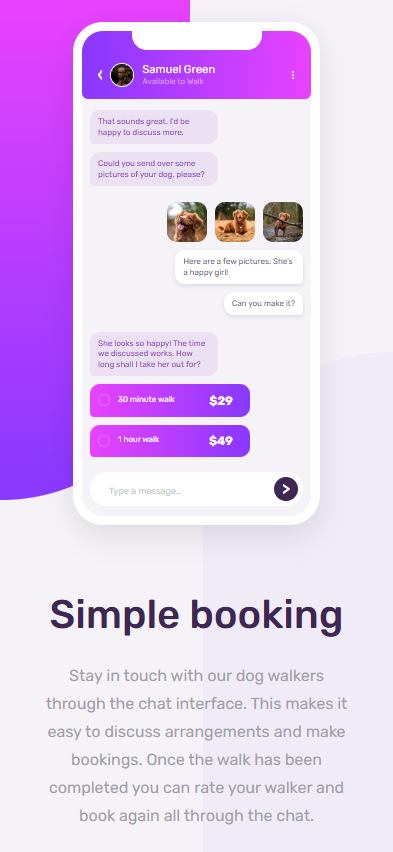 Samuel Green
Available to Walk
That sounds great. I'd be
happy to discuss more.
Could you send over some
pictures of your dog, please?
Here are a few pictures. She's
a happy girl!
Can you make it?
She looks so happy! The time
we discussed works. How
long shall I take her out for?
30 minute walk $29
1 hour walk $49
Type a message…
Simple booking
Stay in touch with our dog walkers
through the chat interface. This makes it
easy to discuss arrangements and make
bookings. Once the walk has been
completed you can rate your walker and
book again all through the chat.